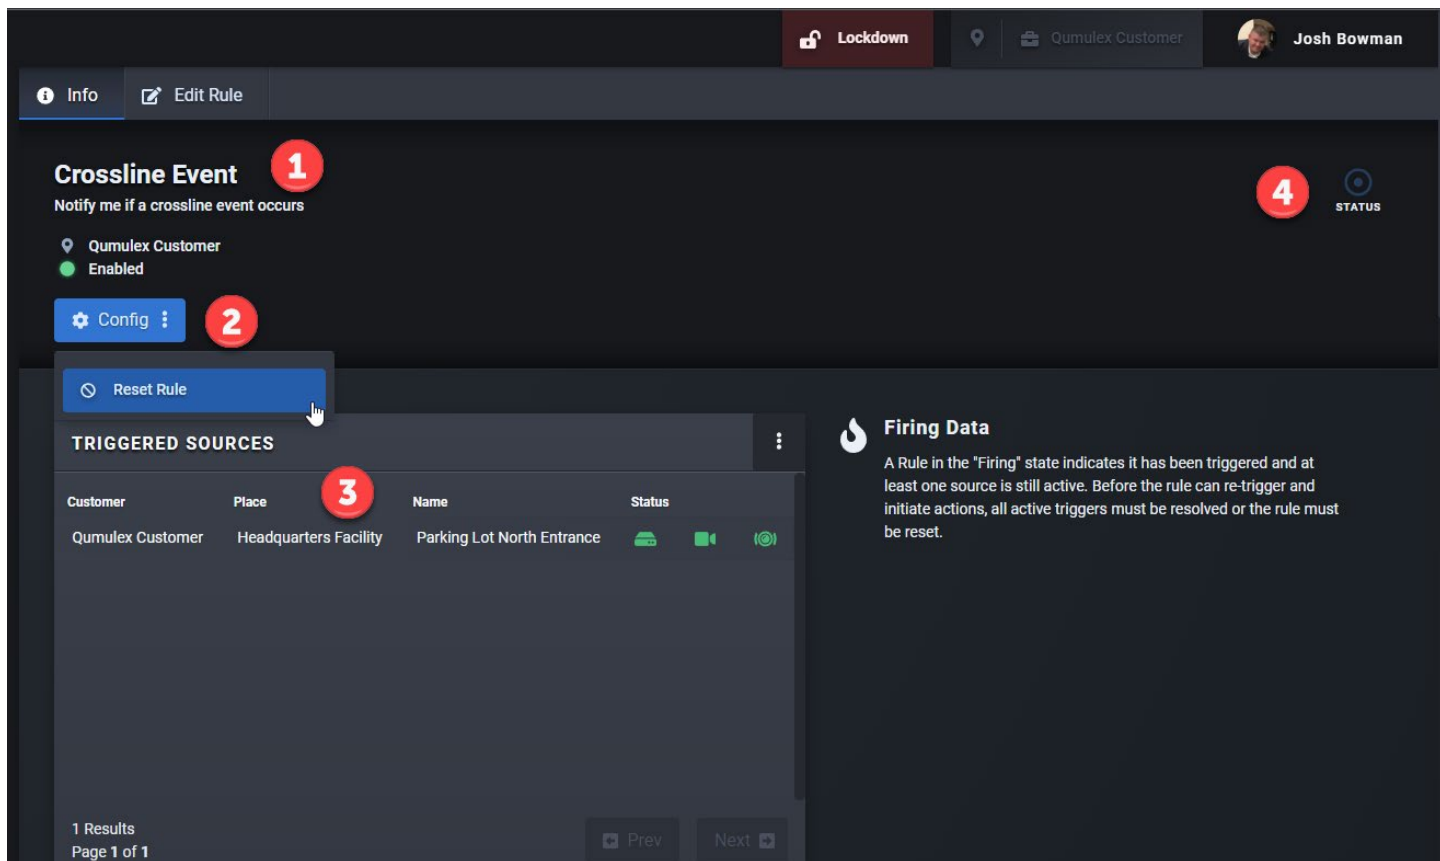 Lockdown
Qumulex Customer
Josh Bowman
Info
Edit Rule
Crossline Event
1
Notify me if a crossline event occurs
4
STATUS
Qumulex Customer
Enabled
Config
2
Reset Rule
TRIGGERED SOURCES
Customer Place Name Status
3
Qumulex Customer Headquarters Facility Parking Lot North Entrance
1 Results
Page 1 of 1
Prev
Next
Firing Data
A Rule in the "Firing" state indicates it has been triggered and at
least one source is still active. Before the rule can re-trigger and
initiate actions, all active triggers must be resolved or the rule must
be reset.